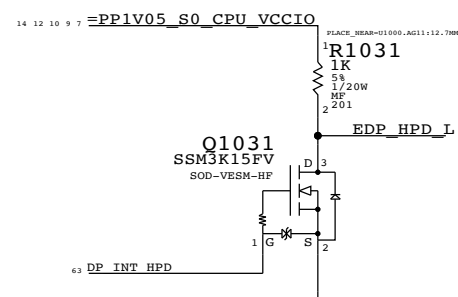 14 12 10 9 7 =PP1V05_S0_CPU_VCCIO
PLACE_NEAR=U1000.AG11:12.7MM
1 R1031
1K
5%
1/20W
MF
2 201
EDP_HPD_L
Q1031
SSM3K15FV
SOD-VESM-HF
D 3
1 G S 2
63 DP_INT_HPD